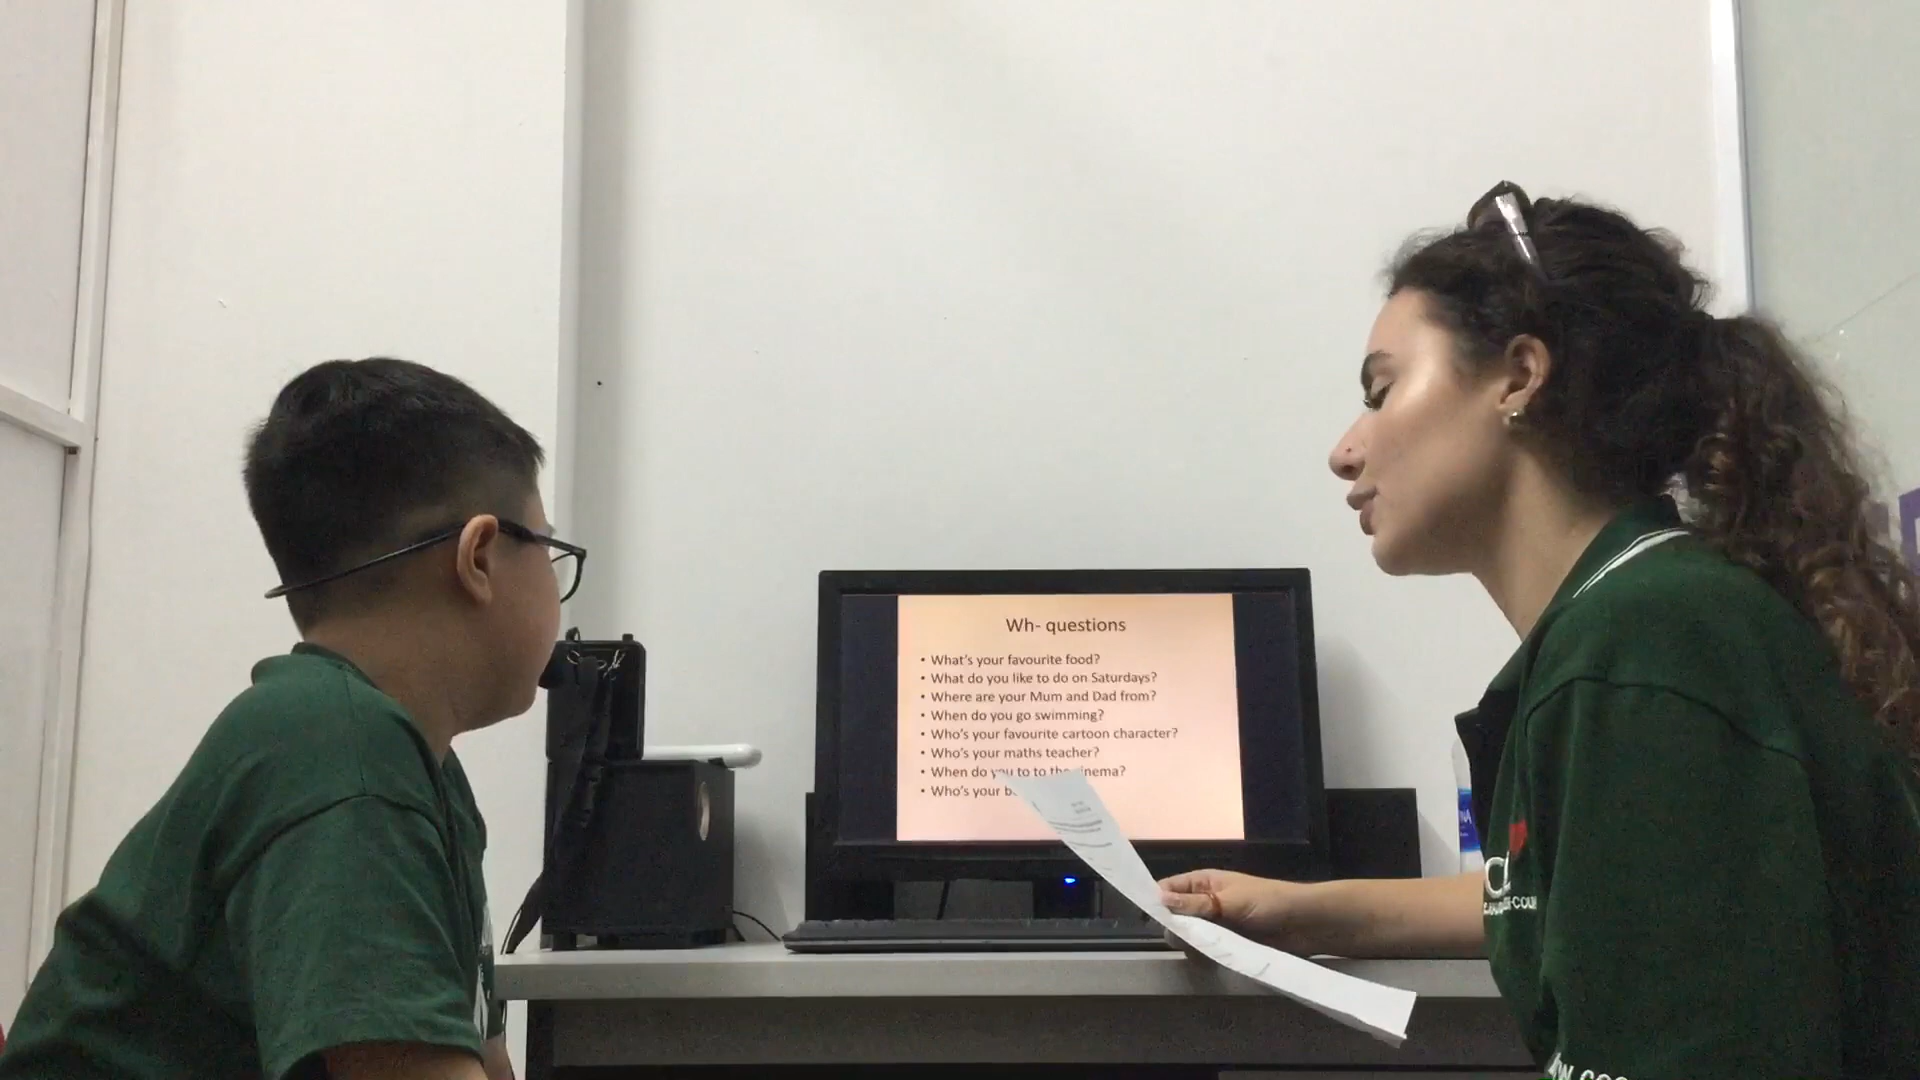 Wh- questions
• What's your favourite food?
• What do you like to do on Saturdays?
• Where are your Mum and Dad from?
• When do you go swimming?
• Who's your favourite cartoon character?
• Who's your maths teacher?
• When do you to to the cinema?
• Who's your